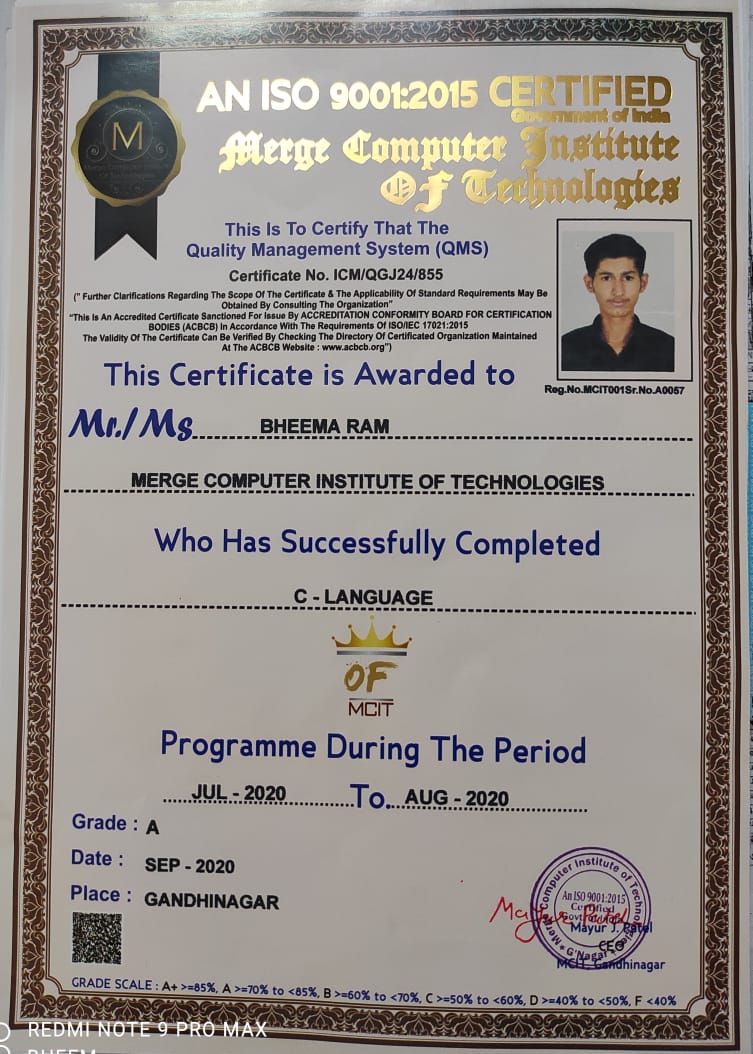 AN ISO 9001:2015 CERTIFIED
Government of India
Merge Computer Institute
OF Technologies
M
Merge Computer Institute
Of Technologies
This Is To Certify That The
Quality Management System (QMS)
Certificate No. ICM/QGJ24/855
(" Further Clarifications Regarding The Scope Of The Certificate & The Applicability Of Standard Requirements May Be
Obtained By Consulting The Organization"
"This Is An Accredited Certificate Sanctioned For Issue By ACCREDITATION CONFORMITY BOARD FOR CERTIFICATION
BODIES (ACBCB) In Accordance With The Requirements Of ISO/IEC 17021:2015
The Validity Of The Certificate Can Be Verified By Checking The Directory Of Certificated Organization Maintained
At The ACBCB Website : www.acbcb.org")
This Certificate is Awarded to
Reg.No.MCIT001Sr.No.A0057
Mr./Ms BHEEMA RAM
MERGE COMPUTER INSTITUTE OF TECHNOLOGIES
Who Has Successfully Completed
C - LANGUAGE
OF
MCIT
Programme During The Period
JUL - 2020 To. AUG - 2020
Grade : A
Date : SEP - 2020
Place : GANDHINAGAR
Merge Computer Institute of Technologies
An ISO 9001:2015
Certified
Govt. of India
G'Nagar
Mayur Patel
Mayur J. Patel
CEO
MCIT, Gandhinagar
GRADE SCALE : A+ >=85%, A >=70% to <85%, B >=60% to <70%, C >=50% to <60%, D >=40% to <50%, F <40%
REDMI NOTE 9 PRO MAX
BHEEM